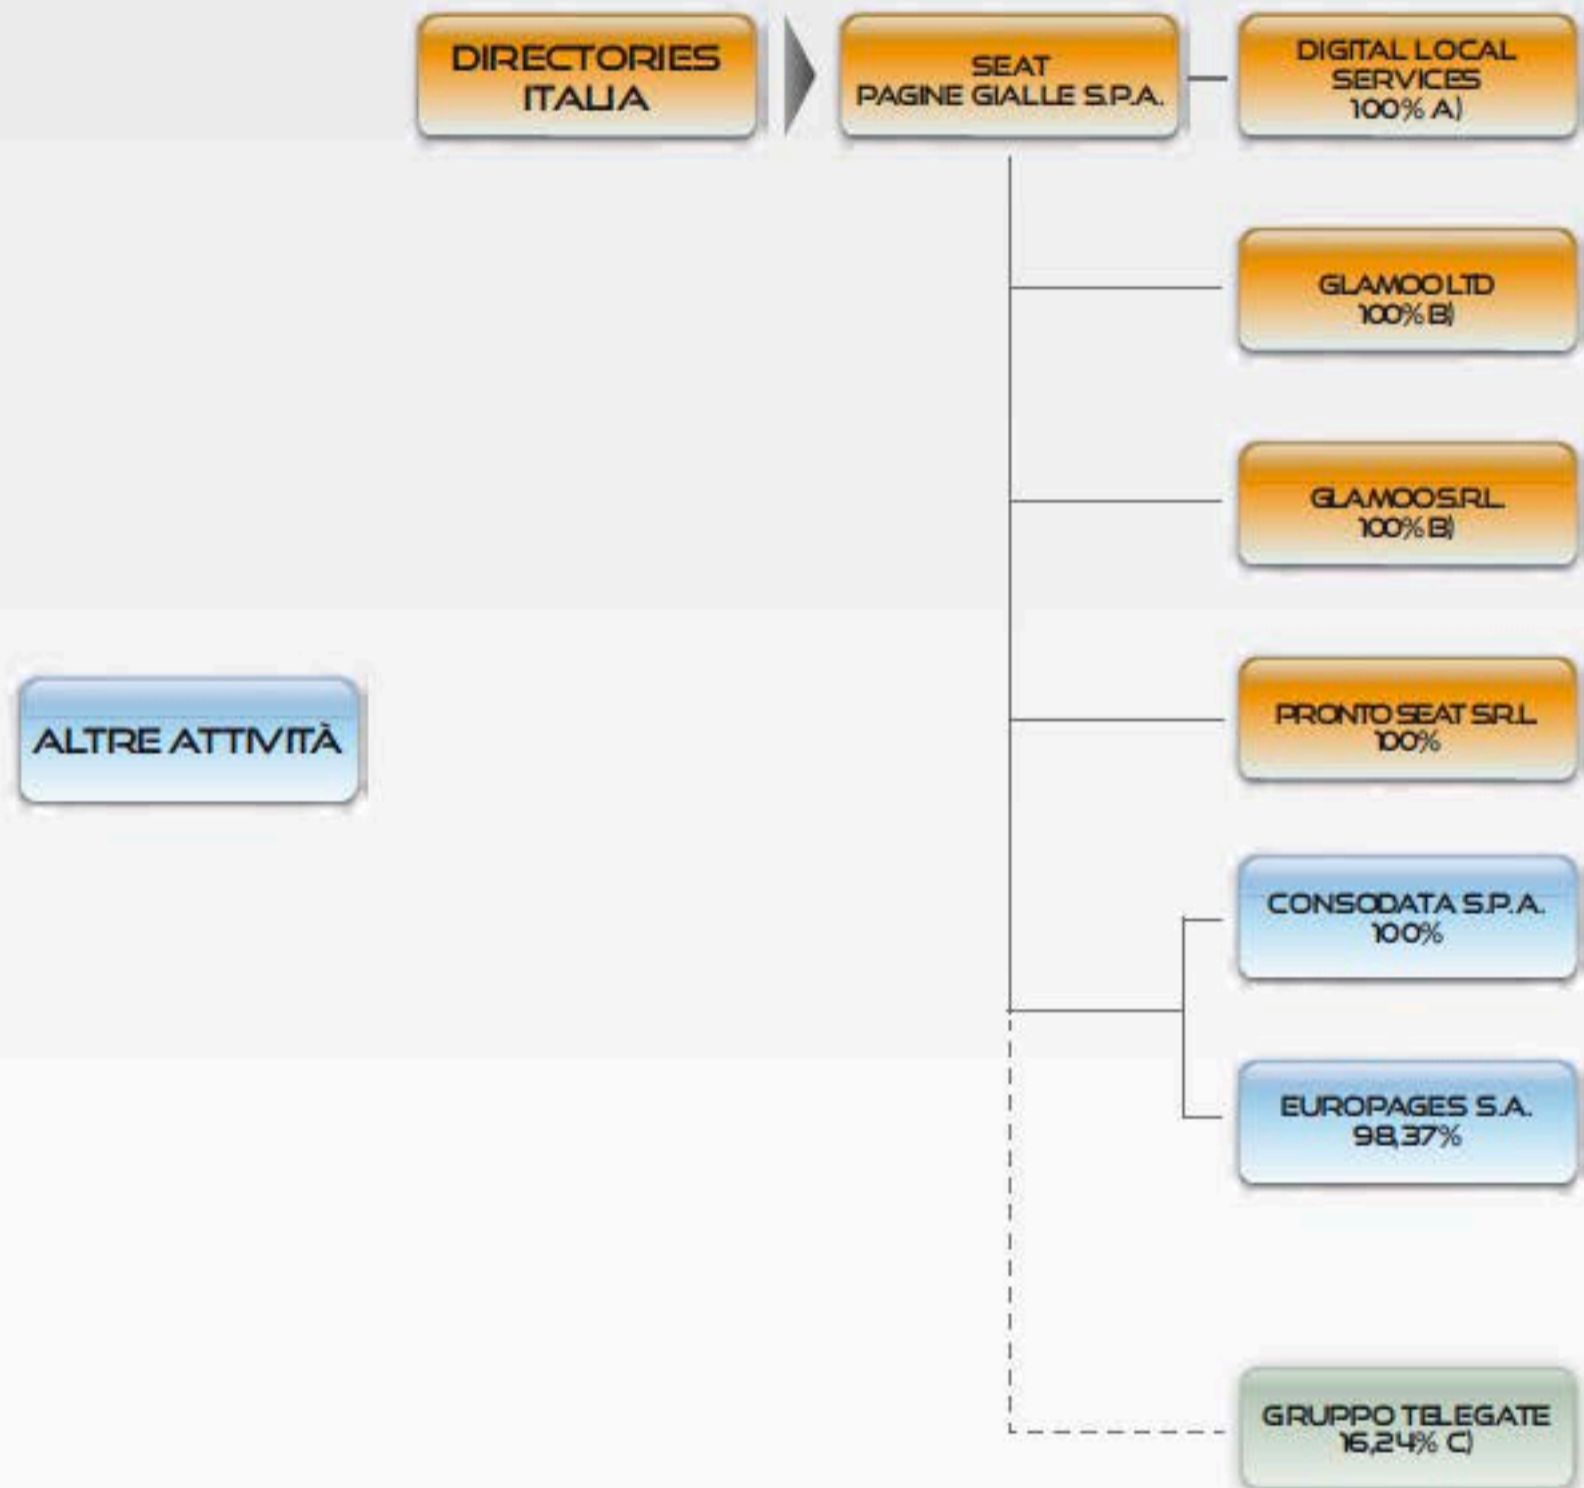 DIRECTORIES
ITALIA
SEAT
PAGINE GIALLE S.P.A.
DIGITAL LOCAL
SERVICES
100% A)
GLAMOO LTD
100% B)
GLAMOO S.R.L.
100% B)
ALTRE ATTIVITÀ
PRONTO SEAT S.R.L.
100%
CONSODATA S.P.A.
100%
EUROPAGES S.A.
98,37%
GRUPPO TELEGATE
16,24% C)